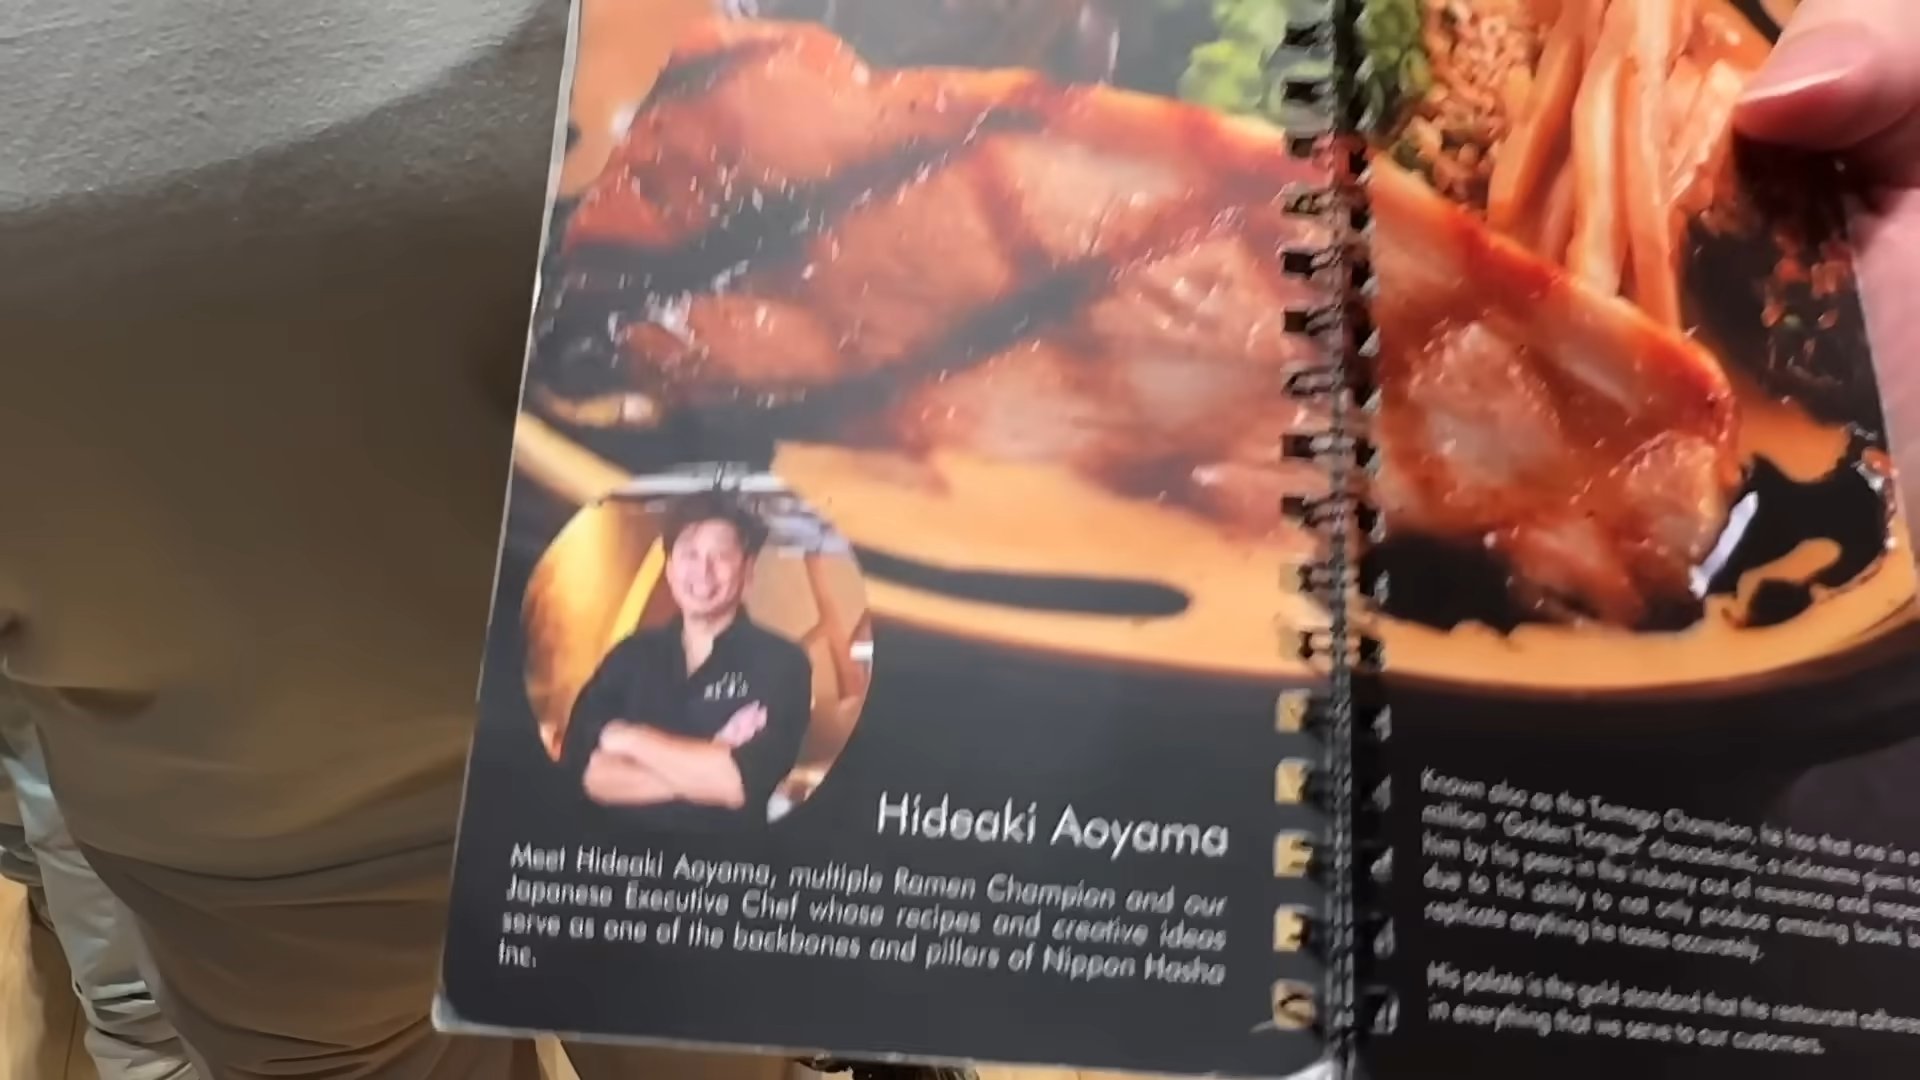 Hideaki Aoyama
Meet Hideaki Aoyama, multiple Ramen Champion and our
Japanese Executive Chef whose recipes and creative ideas
serve as one of the backbones and pillars of Nippon Hasha
Inc.
Known also as the Tamago Champion, he has that one in a
million "Golden Tongue" characteristic, a nickname given to
him by his peers in the industry out of reverence and respect
due to his ability to not only produce amazing bowls
replicate anything he tastes accurately.
His palate is the gold standard that the restaurant
in everything that we serve to our customers.